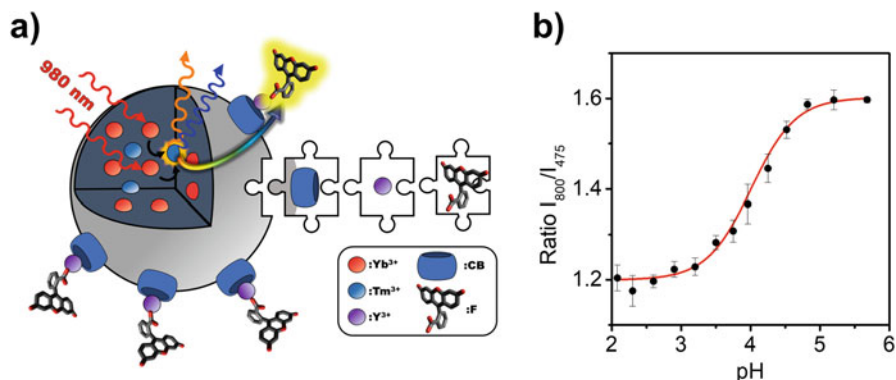 a)
980 nm
:Yb³⁺
:CB
:Tm³⁺
:F
:Y³⁺
b)
Ratio I₈₀₀/I₄₇₅
1.6
1.4
1.2
2
3
4
5
6
pH